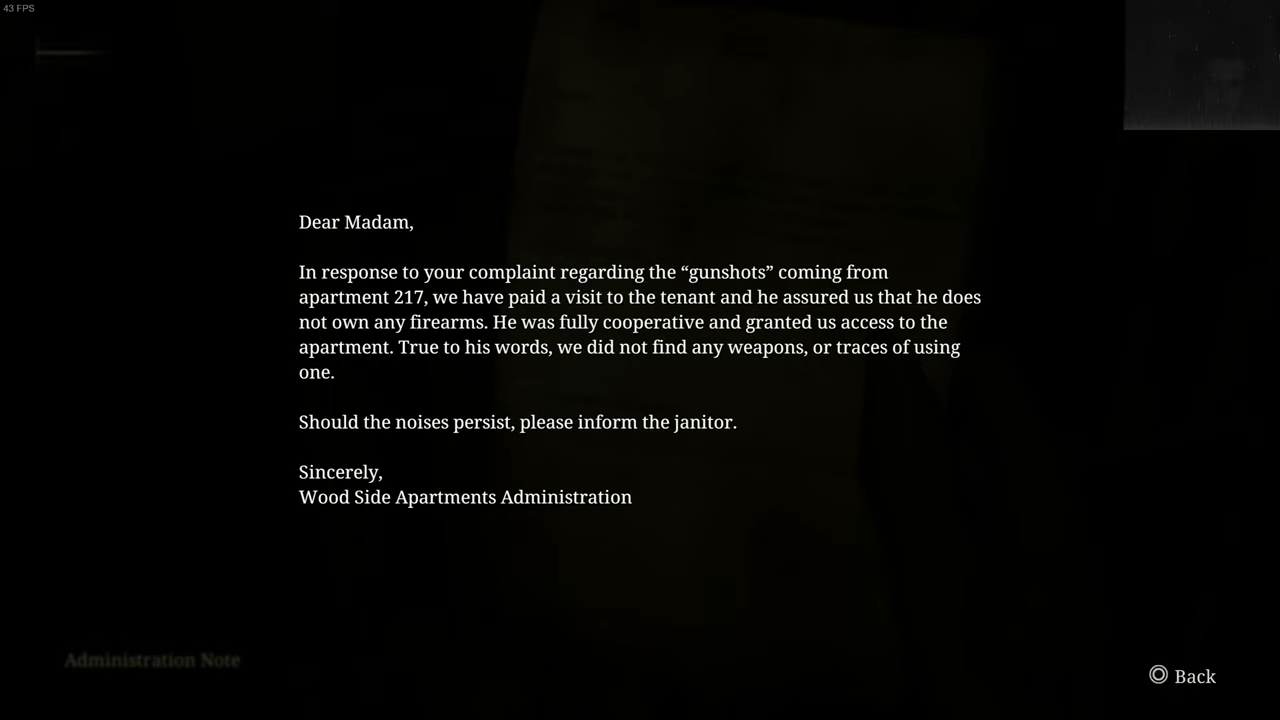 43 FPS
Dear Madam,
In response to your complaint regarding the “gunshots” coming from
apartment 217, we have paid a visit to the tenant and he assured us that he does
not own any firearms. He was fully cooperative and granted us access to the
apartment. True to his words, we did not find any weapons, or traces of using
one.
Should the noises persist, please inform the janitor.
Sincerely,
Wood Side Apartments Administration
Administration Note
Back